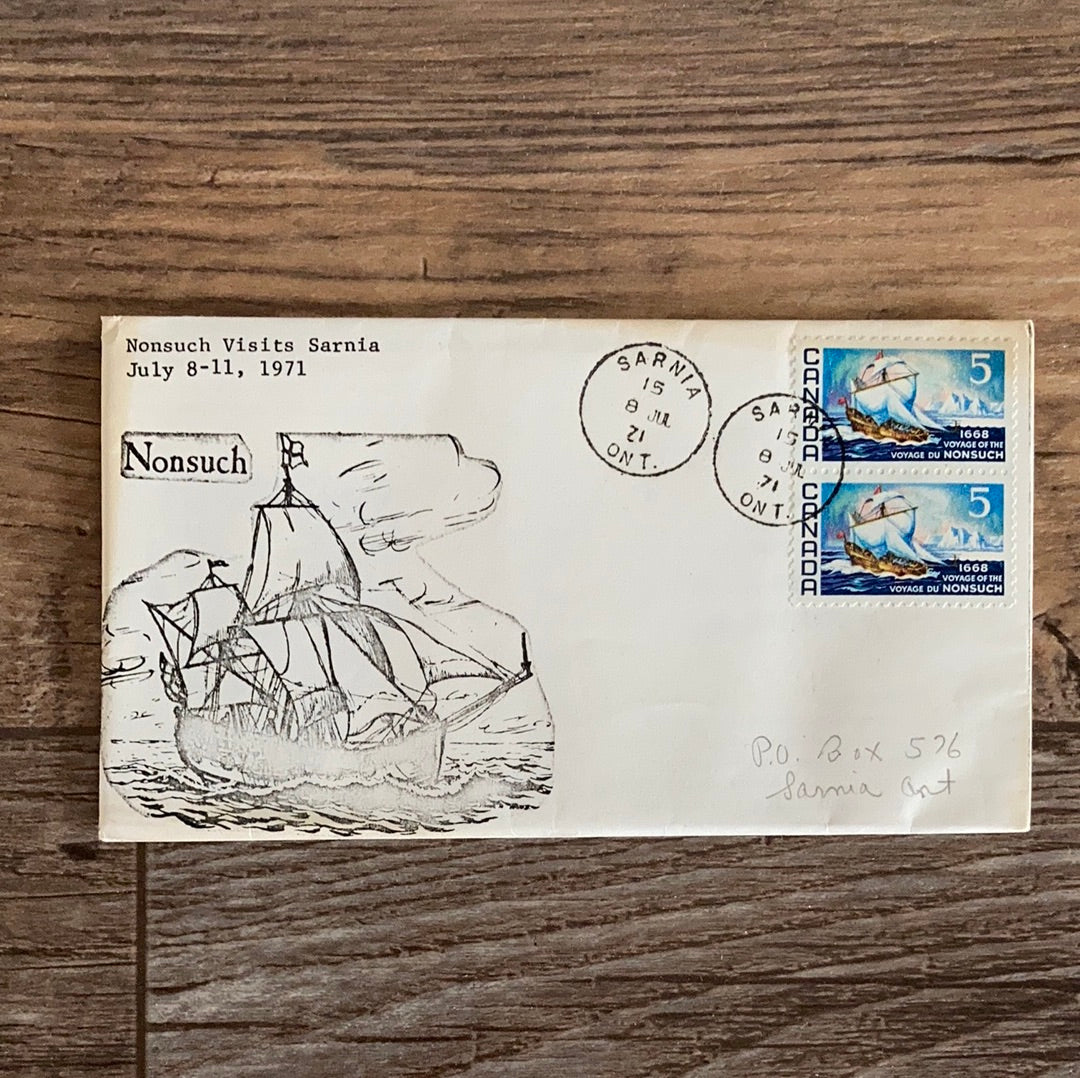 Nonsuch Visits Sarnia
July 8-11, 1971
Nonsuch
SARNIA
15
8 JUL
71
ONT.
SARNIA
15
8 JUL
71
ONT.
CANADA
5
1668
VOYAGE OF THE
VOYAGE DU NONSUCH
CANADA
5
1668
VOYAGE OF THE
VOYAGE DU NONSUCH
P.O. Box 576
Sarnia Ont